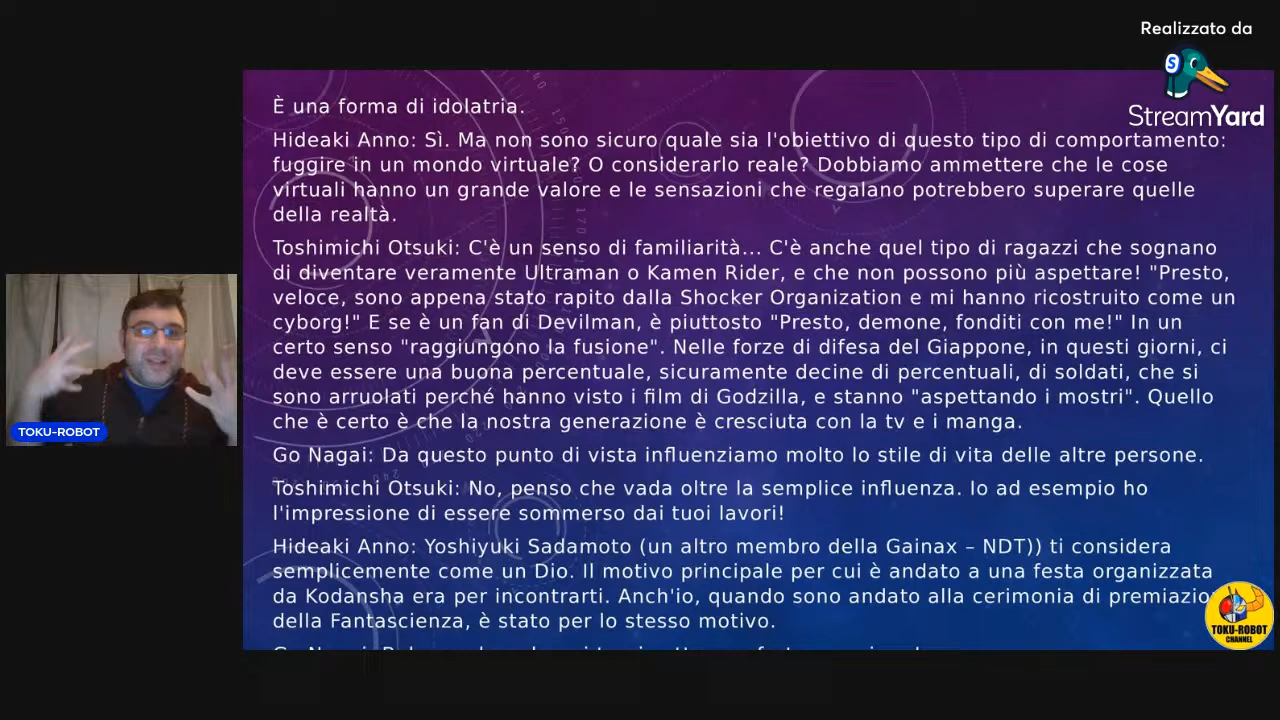 Realizzato da
StreamYard
È una forma di idolatria.
Hideaki Anno: Sì. Ma non sono sicuro quale sia l'obiettivo di questo tipo di comportamento:
fuggire in un mondo virtuale? O considerarlo reale? Dobbiamo ammettere che le cose
virtuali hanno un grande valore e le sensazioni che regalano potrebbero superare quelle
della realtà.
Toshimichi Otsuki: C'è un senso di familiarità... C'è anche quel tipo di ragazzi che sognano
di diventare veramente Ultraman o Kamen Rider, e che non possono più aspettare! "Presto,
veloce, sono appena stato rapito dalla Shocker Organization e mi hanno ricostruito come un
cyborg!" E se è un fan di Devilman, è piuttosto "Presto, demone, fonditi con me!" In un
certo senso "raggiungono la fusione". Nelle forze di difesa del Giappone, in questi giorni, ci
deve essere una buona percentuale, sicuramente decine di percentuali, di soldati, che si
sono arruolati perché hanno visto i film di Godzilla, e stanno "aspettando i mostri". Quello
che è certo è che la nostra generazione è cresciuta con la tv e i manga.
Go Nagai: Da questo punto di vista influenziamo molto lo stile di vita delle altre persone.
Toshimichi Otsuki: No, penso che vada oltre la semplice influenza. Io ad esempio ho
l'impressione di essere sommerso dai tuoi lavori!
Hideaki Anno: Yoshiyuki Sadamoto (un altro membro della Gainax – NDT)) ti considera
semplicemente come un Dio. Il motivo principale per cui è andato a una festa organizzata
da Kodansha era per incontrarti. Anch'io, quando sono andato alla cerimonia di premiazio
della Fantascienza, è stato per lo stesso motivo.
TOKU-ROBOT
TOKU-ROBOT
CHANNEL